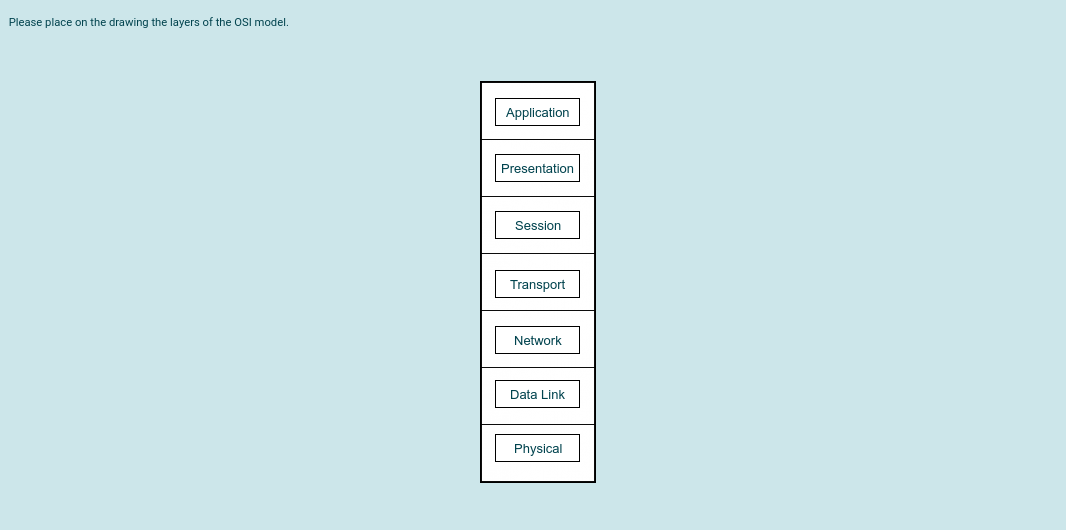 Please place on the drawing the layers of the OSI model.
Application
Presentation
Session
Transport
Network
Data Link
Physical